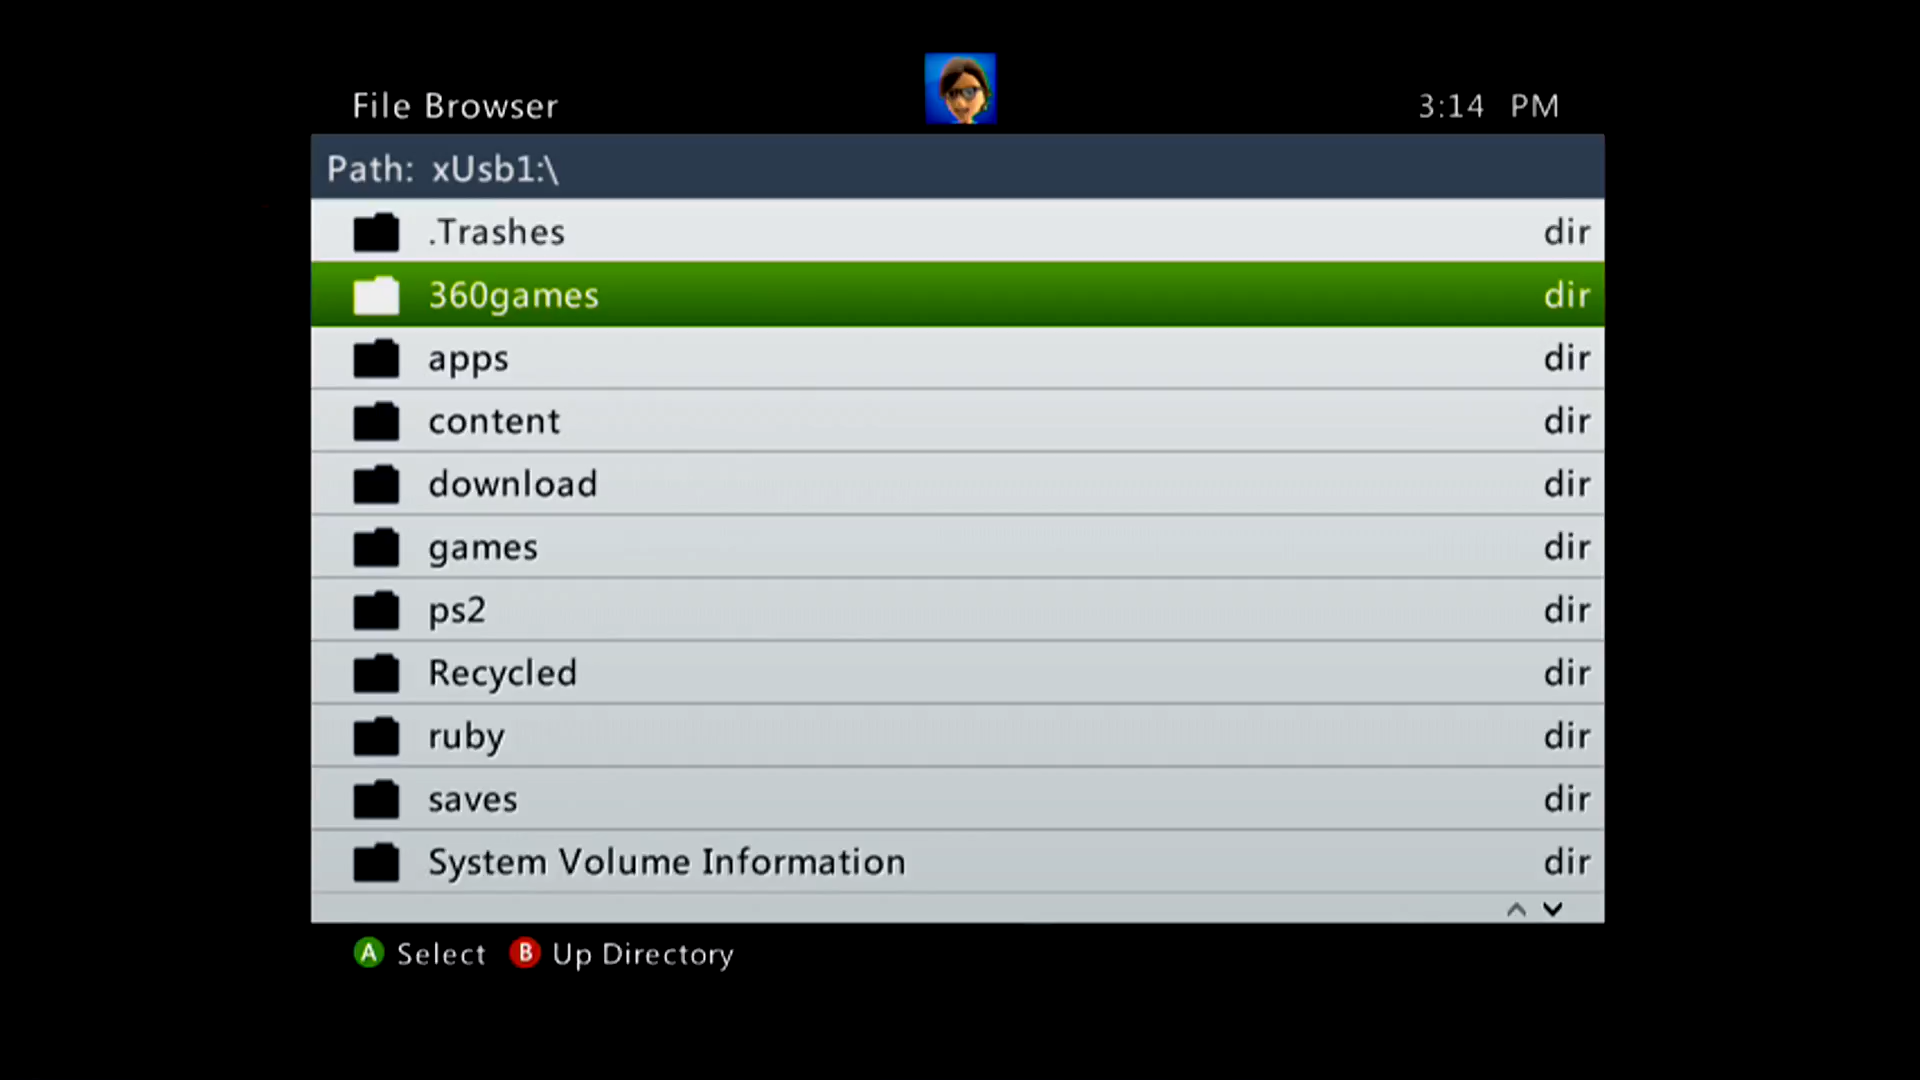 File Browser
3:14 PM
Path: xUsb1:\
.Trashes dir
360games dir
apps dir
content dir
download dir
games dir
ps2 dir
Recycled dir
ruby dir
saves dir
System Volume Information dir
A Select B Up Directory